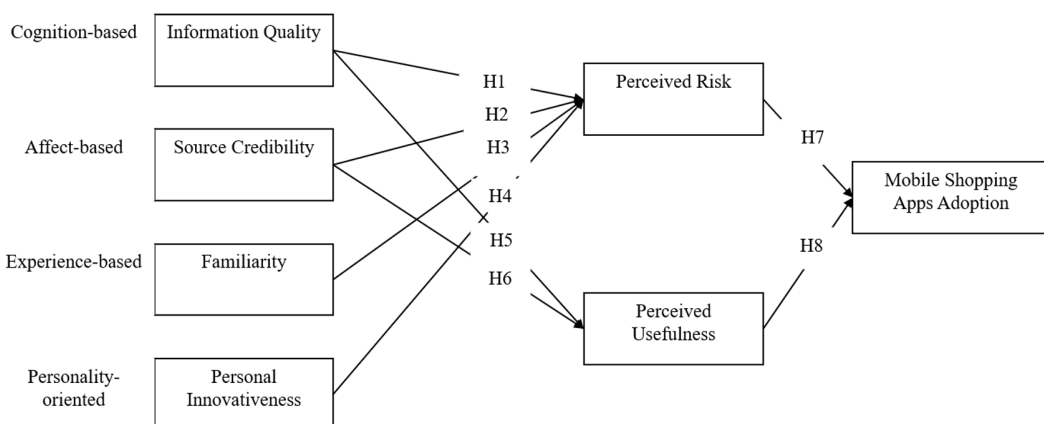 Cognition-based
Information Quality
Affect-based
Source Credibility
Experience-based
Familiarity
Personality-
oriented
Personal
Innovativeness
H1
H2
H3
H4
H5
H6
Perceived Risk
Perceived
Usefulness
H7
H8
Mobile Shopping
Apps Adoption